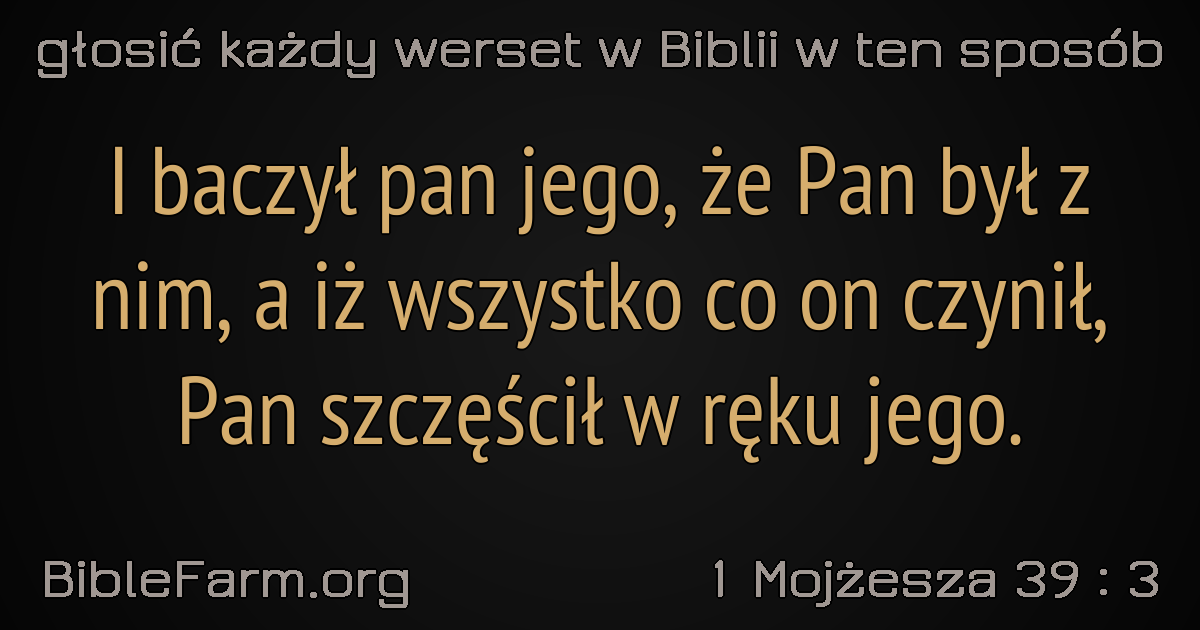 głosić każdy werset w Biblii w ten sposób
I baczył pan jego, że Pan był z
nim, a iż wszystko co on czynił,
Pan szczęścił w ręku jego.
BibleFarm.org
1 Mojżesza 39 : 3